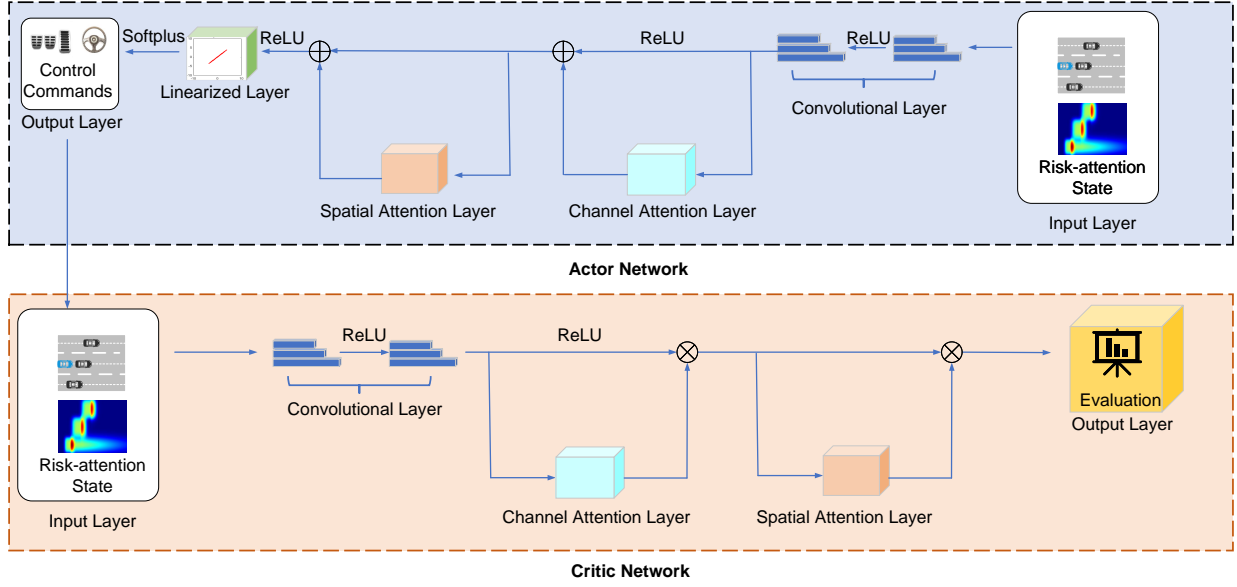 Control
Commands
Output Layer
Softplus
Linearized Layer
ReLU
ReLU
ReLU
Convolutional Layer
Spatial Attention Layer
Channel Attention Layer
Risk-attention
State
Input Layer
Actor Network
Risk-attention
State
Input Layer
ReLU
Convolutional Layer
ReLU
Channel Attention Layer
Spatial Attention Layer
Evaluation
Output Layer
Critic Network